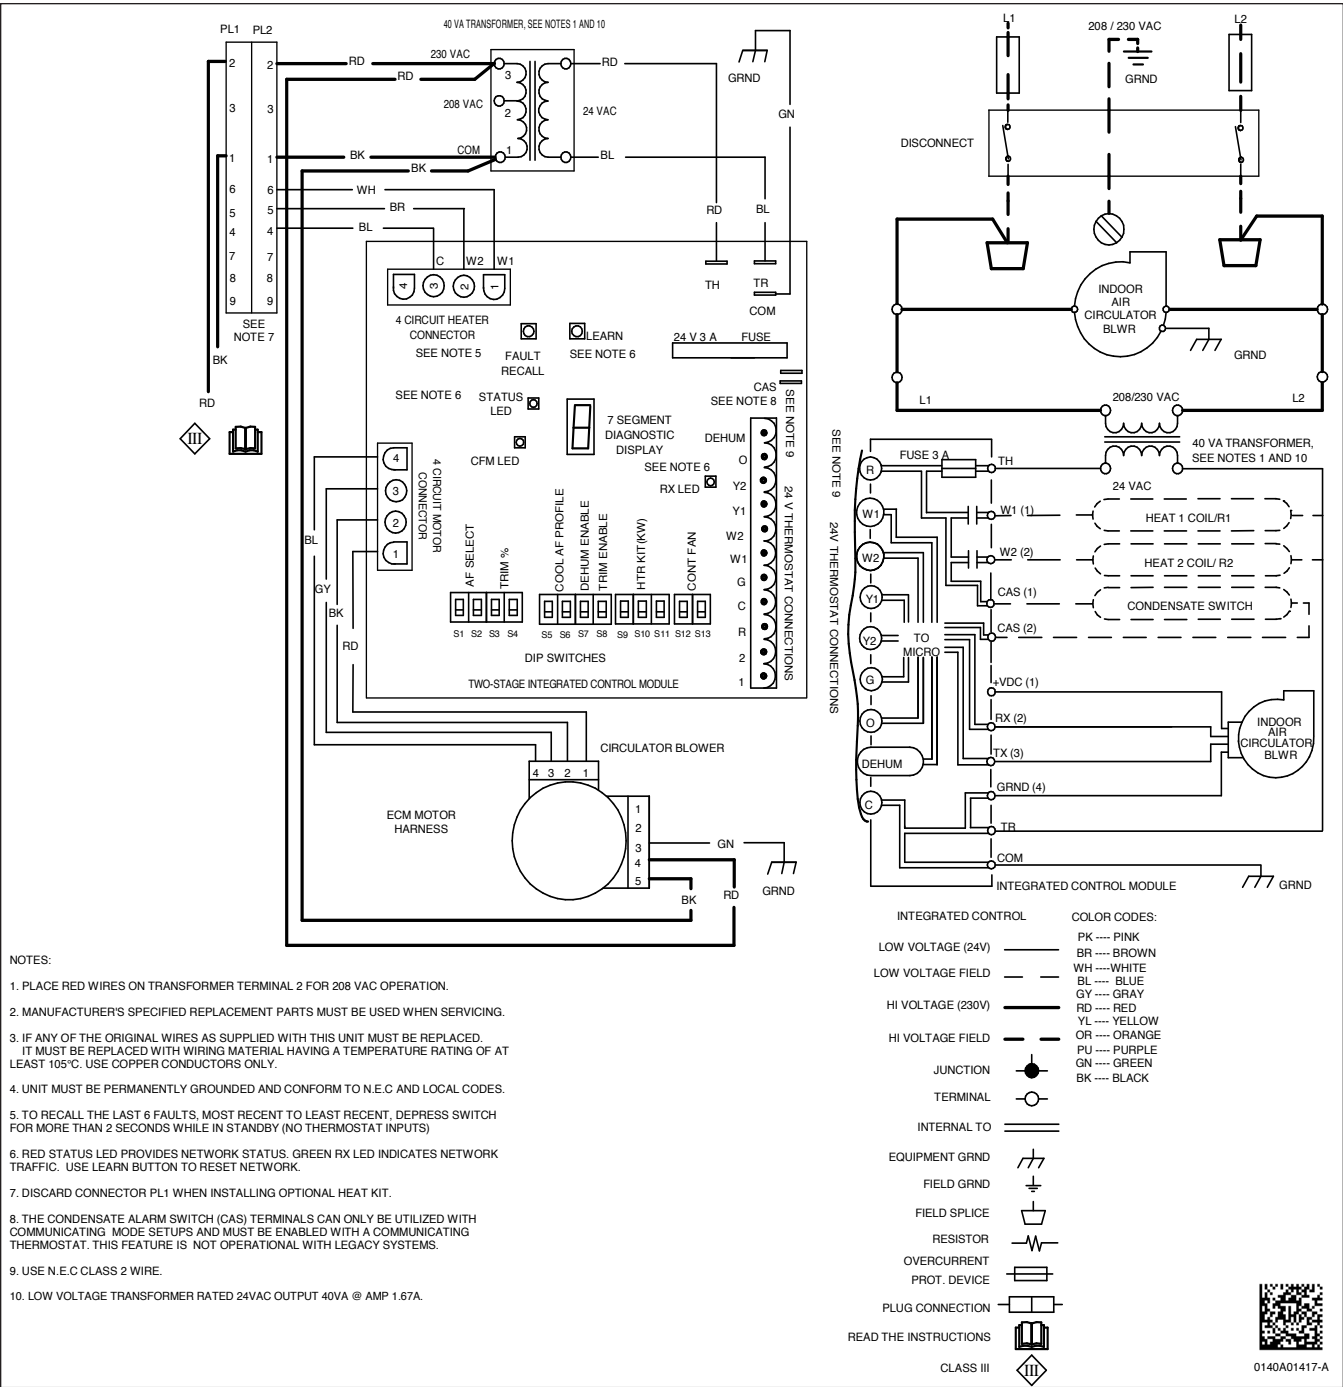 PL1 PL2
2 2
3 3
1 1
6 6
5 5
4 4
7 7
8 8
9 9
SEE
NOTE 7
BK
RD
III
40 VA TRANSFORMER, SEE NOTES 1 AND 10
230 VAC
208 VAC
COM
3
2
1
24 VAC
RD
RD
BK
BK
WH
BR
BL
RD
BL
RD
BL
GRND
GN
TH
TR
COM
C W2 W1
4 3 2 1
4 CIRCUIT HEATER
CONNECTOR
SEE NOTE 5
FAULT
RECALL
LEARN
SEE NOTE 6
24 V 3 A FUSE
SEE NOTE 6
STATUS
LED
CFM LED
7 SEGMENT
DIAGNOSTIC
DISPLAY
SEE NOTE 6
RX LED
CAS
SEE NOTE 8
SEE NOTE 9
24 V THERMOSTAT CONNECTIONS
DEHUM
O
Y2
Y1
W2
W1
G
C
R
2
1
4
3
2
1
4 CIRCUIT MOTOR
CONNECTOR
BL
GY
BK
RD
AF SELECT
TRIM %
COOL AF PROFILE
DEHUM ENABLE
TRIM ENABLE
HTR KIT(KW)
CONT FAN
S1 S2 S3 S4
S5 S6 S7 S8 S9 S10 S11 S12 S13
DIP SWITCHES
TWO-STAGE INTEGRATED CONTROL MODULE
CIRCULATOR BLOWER
4 3 2 1
ECM MOTOR
HARNESS
1
2
3
4
5
GN
GRND
BK
RD
L1
208 / 230 VAC
L2
GRND
DISCONNECT
INDOOR
AIR
CIRCULATOR
BLWR
GRND
L1
208/230 VAC
L2
40 VA TRANSFORMER,
SEE NOTES 1 AND 10
24 VAC
SEE NOTE 9
24V THERMOSTAT CONNECTIONS
R
W1
W2
Y1
Y2
G
O
DEHUM
C
FUSE 3 A
TO
MICRO
TH
W1 (1)
W2 (2)
CAS (1)
CAS (2)
+VDC (1)
RX (2)
TX (3)
GRND (4)
TR
COM
HEAT 1 COIL/R1
HEAT 2 COIL/ R2
CONDENSATE SWITCH
INDOOR
AIR
CIRCULATOR
BLWR
GRND
INTEGRATED CONTROL MODULE
INTEGRATED CONTROL
LOW VOLTAGE (24V)
LOW VOLTAGE FIELD
HI VOLTAGE (230V)
HI VOLTAGE FIELD
JUNCTION
TERMINAL
INTERNAL TO
EQUIPMENT GRND
FIELD GRND
FIELD SPLICE
RESISTOR
OVERCURRENT
PROT. DEVICE
PLUG CONNECTION
READ THE INSTRUCTIONS
CLASS III
III
COLOR CODES:
PK ---- PINK
BR ---- BROWN
WH ----WHITE
BL ---- BLUE
GY ---- GRAY
RD ---- RED
YL ---- YELLOW
OR ---- ORANGE
PU ---- PURPLE
GN ---- GREEN
BK ---- BLACK
NOTES:
1. PLACE RED WIRES ON TRANSFORMER TERMINAL 2 FOR 208 VAC OPERATION.
2. MANUFACTURER'S SPECIFIED REPLACEMENT PARTS MUST BE USED WHEN SERVICING.
3. IF ANY OF THE ORIGINAL WIRES AS SUPPLIED WITH THIS UNIT MUST BE REPLACED.
IT MUST BE REPLACED WITH WIRING MATERIAL HAVING A TEMPERATURE RATING OF AT
LEAST 105°C. USE COPPER CONDUCTORS ONLY.
4. UNIT MUST BE PERMANENTLY GROUNDED AND CONFORM TO N.E.C AND LOCAL CODES.
5. TO RECALL THE LAST 6 FAULTS, MOST RECENT TO LEAST RECENT, DEPRESS SWITCH
FOR MORE THAN 2 SECONDS WHILE IN STANDBY (NO THERMOSTAT INPUTS)
6. RED STATUS LED PROVIDES NETWORK STATUS. GREEN RX LED INDICATES NETWORK
TRAFFIC. USE LEARN BUTTON TO RESET NETWORK.
7. DISCARD CONNECTOR PL1 WHEN INSTALLING OPTIONAL HEAT KIT.
8. THE CONDENSATE ALARM SWITCH (CAS) TERMINALS CAN ONLY BE UTILIZED WITH
COMMUNICATING MODE SETUPS AND MUST BE ENABLED WITH A COMMUNICATING
THERMOSTAT. THIS FEATURE IS NOT OPERATIONAL WITH LEGACY SYSTEMS.
9. USE N.E.C CLASS 2 WIRE.
10. LOW VOLTAGE TRANSFORMER RATED 24VAC OUTPUT 40VA @ AMP 1.67A.
0140A01417-A